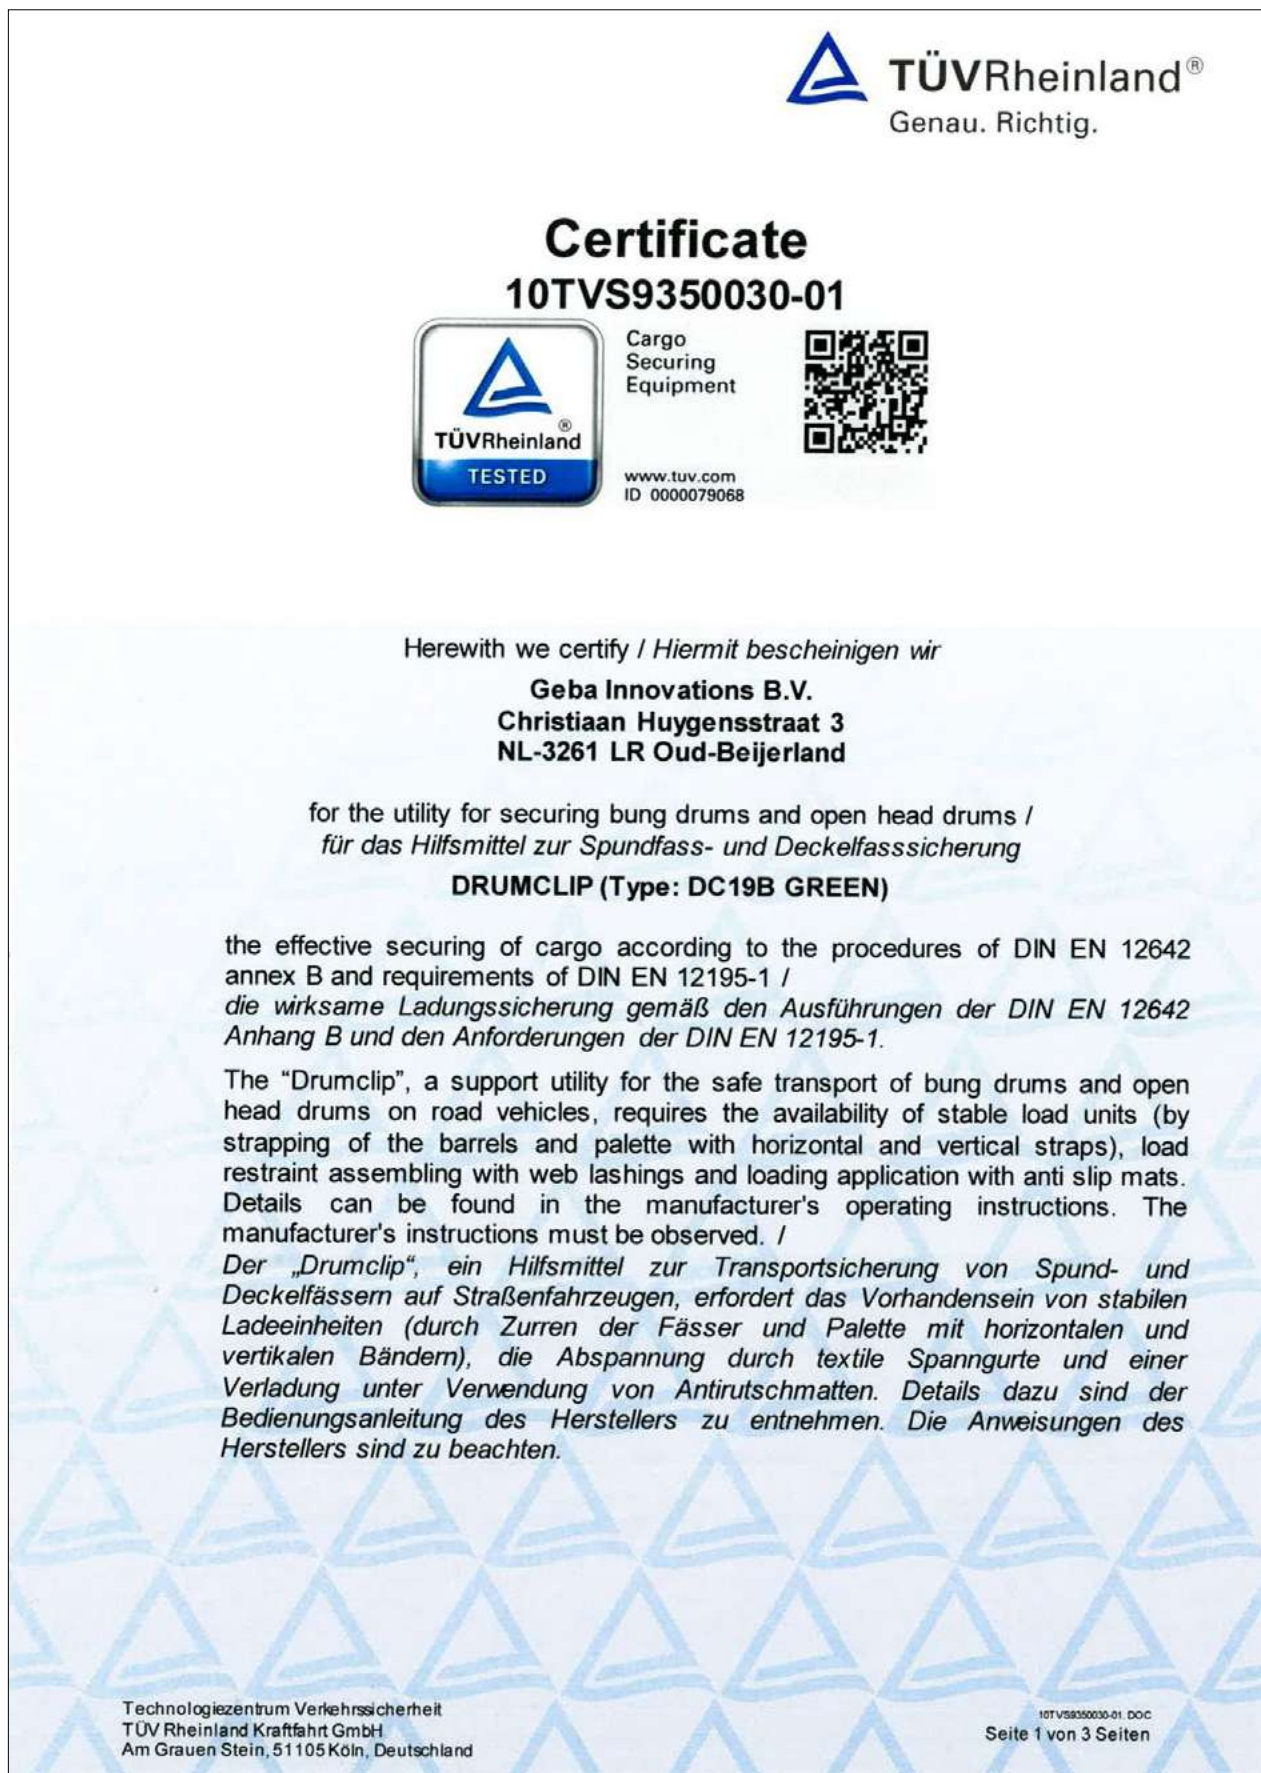 TÜVRheinland®
Genau. Richtig.
Certificate
10TVS9350030-01
TÜVRheinland®
TESTED
Cargo
Securing
Equipment
www.tuv.com
ID 0000079068
Herewith we certify / Hiermit bescheinigen wir
Geba Innovations B.V.
Christiaan Huygensstraat 3
NL-3261 LR Oud-Beijerland
for the utility for securing bung drums and open head drums /
für das Hilfsmittel zur Spundfass- und Deckelfasssicherung
DRUMCLIP (Type: DC19B GREEN)
the effective securing of cargo according to the procedures of DIN EN 12642
annex B and requirements of DIN EN 12195-1 /
die wirksame Ladungssicherung gemäß den Ausführungen der DIN EN 12642
Anhang B und den Anforderungen der DIN EN 12195-1.
The “Drumclip”, a support utility for the safe transport of bung drums and open
head drums on road vehicles, requires the availability of stable load units (by
strapping of the barrels and palette with horizontal and vertical straps), load
restraint assembling with web lashings and loading application with anti slip mats.
Details can be found in the manufacturer's operating instructions. The
manufacturer's instructions must be observed. /
Der „Drumclip“, ein Hilfsmittel zur Transportsicherung von Spund- und
Deckelfässern auf Straßenfahrzeugen, erfordert das Vorhandensein von stabilen
Ladeeinheiten (durch Zurren der Fässer und Palette mit horizontalen und
vertikalen Bändern), die Abspannung durch textile Spanngurte und einer
Verladung unter Verwendung von Antirutschmatten. Details dazu sind der
Bedienungsanleitung des Herstellers zu entnehmen. Die Anweisungen des
Herstellers sind zu beachten.
Technologiezentrum Verkehrssicherheit
TÜV Rheinland Kraftfahrt GmbH
Am Grauen Stein, 51105 Köln, Deutschland
10TVS9350030-01. DOC
Seite 1 von 3 Seiten